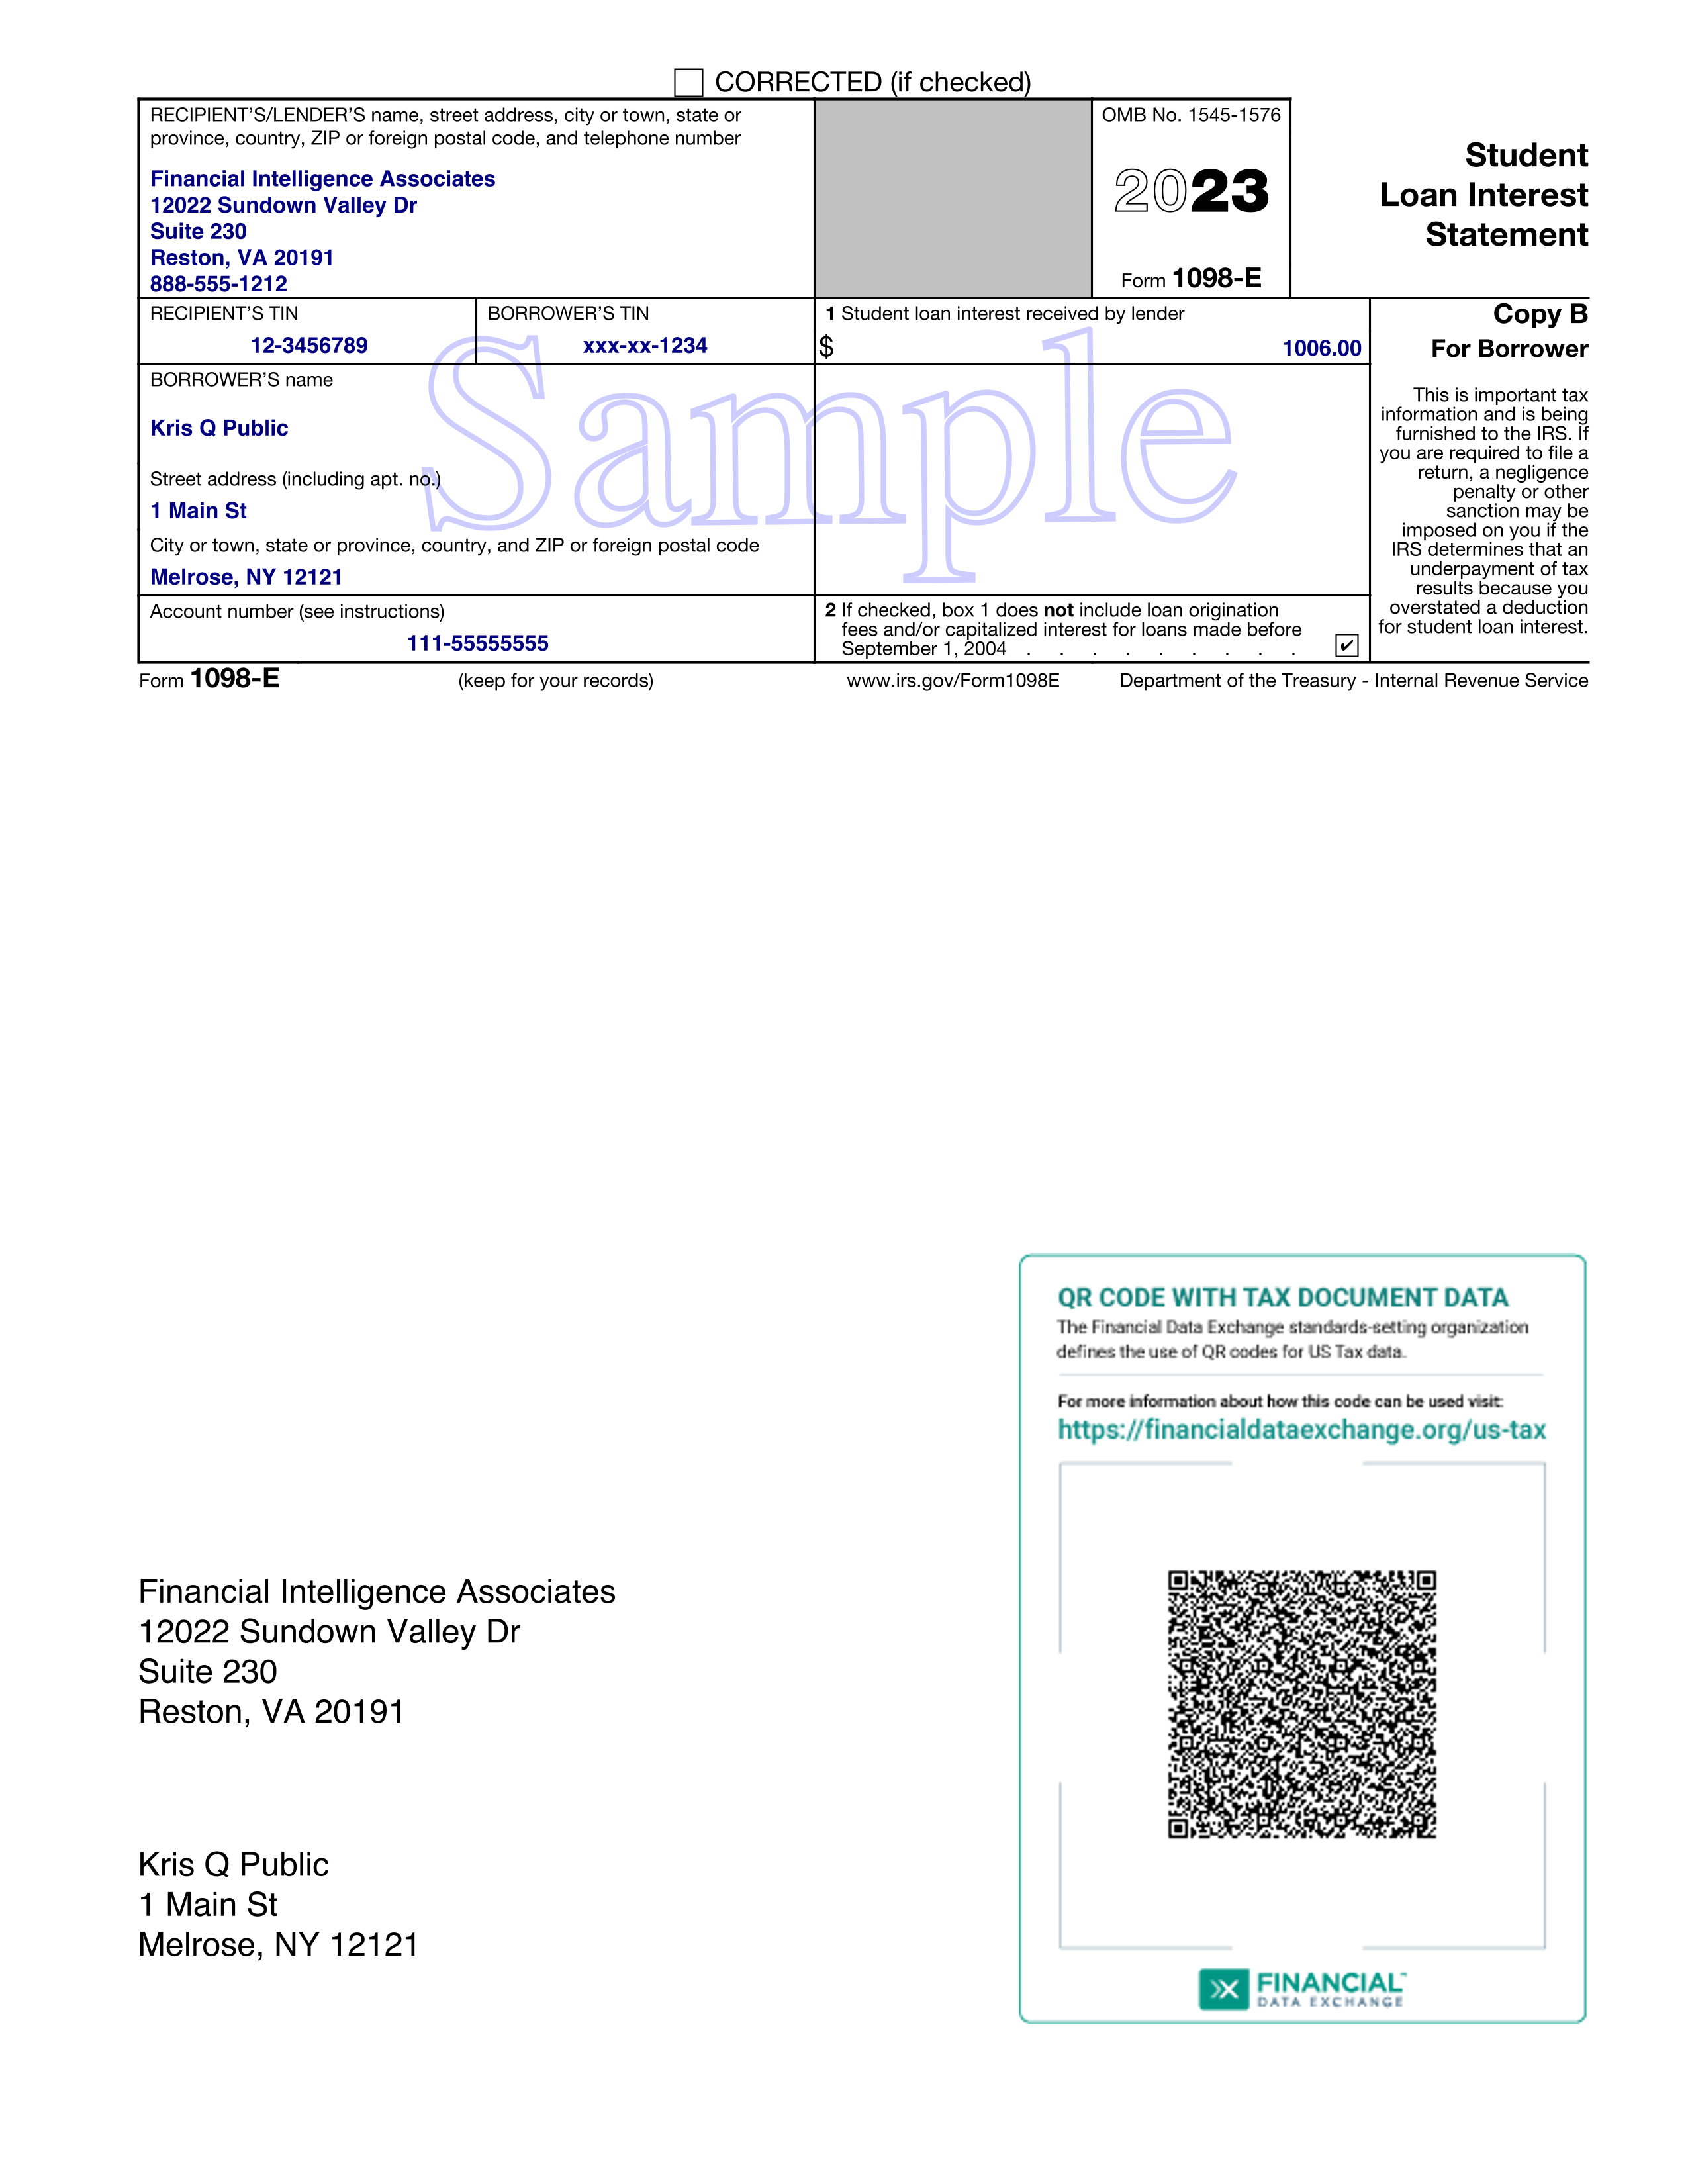 CORRECTED (if checked)
RECIPIENT'S/LENDER'S name, street address, city or town, state or
province, country, ZIP or foreign postal code, and telephone number
Financial Intelligence Associates
12022 Sundown Valley Dr
Suite 230
Reston, VA 20191
888-555-1212
OMB No. 1545-1576
2023
Form 1098-E
Student
Loan Interest
Statement
RECIPIENT'S TIN
12-3456789
BORROWER'S TIN
xxx-xx-1234
1 Student loan interest received by lender
$ 1006.00
Copy B
For Borrower
This is important tax
information and is being
furnished to the IRS. If
you are required to file a
return, a negligence
penalty or other
sanction may be
imposed on you if the
IRS determines that an
underpayment of tax
results because you
overstated a deduction
for student loan interest.
BORROWER'S name
Kris Q Public
Street address (including apt. no.)
1 Main St
City or town, state or province, country, and ZIP or foreign postal code
Melrose, NY 12121
Sample
Account number (see instructions)
111-55555555
2 If checked, box 1 does not include loan origination
fees and/or capitalized interest for loans made before
September 1, 2004 . . . . . . . . . ✔
Form 1098-E (keep for your records) www.irs.gov/Form1098E Department of the Treasury - Internal Revenue Service
QR CODE WITH TAX DOCUMENT DATA
The Financial Data Exchange standards-setting organization
defines the use of QR codes for US Tax data.
For more information about how this code can be used visit:
https://financialdataexchange.org/us-tax
FINANCIAL™
DATA EXCHANGE
Financial Intelligence Associates
12022 Sundown Valley Dr
Suite 230
Reston, VA 20191
Kris Q Public
1 Main St
Melrose, NY 12121